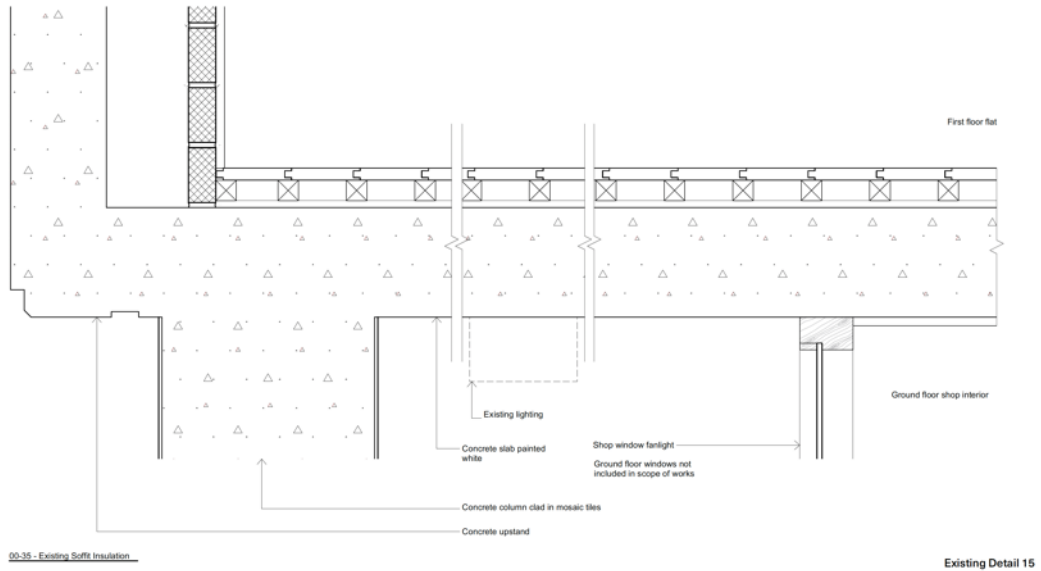 First floor flat
Ground floor shop interior
Existing lighting
Shop window fanlight
Concrete slab painted
white
Ground floor windows not
included in scope of works
Concrete column clad in mosaic tiles
Concrete upstand
00-35 - Existing Soffit Insulation
Existing Detail 15